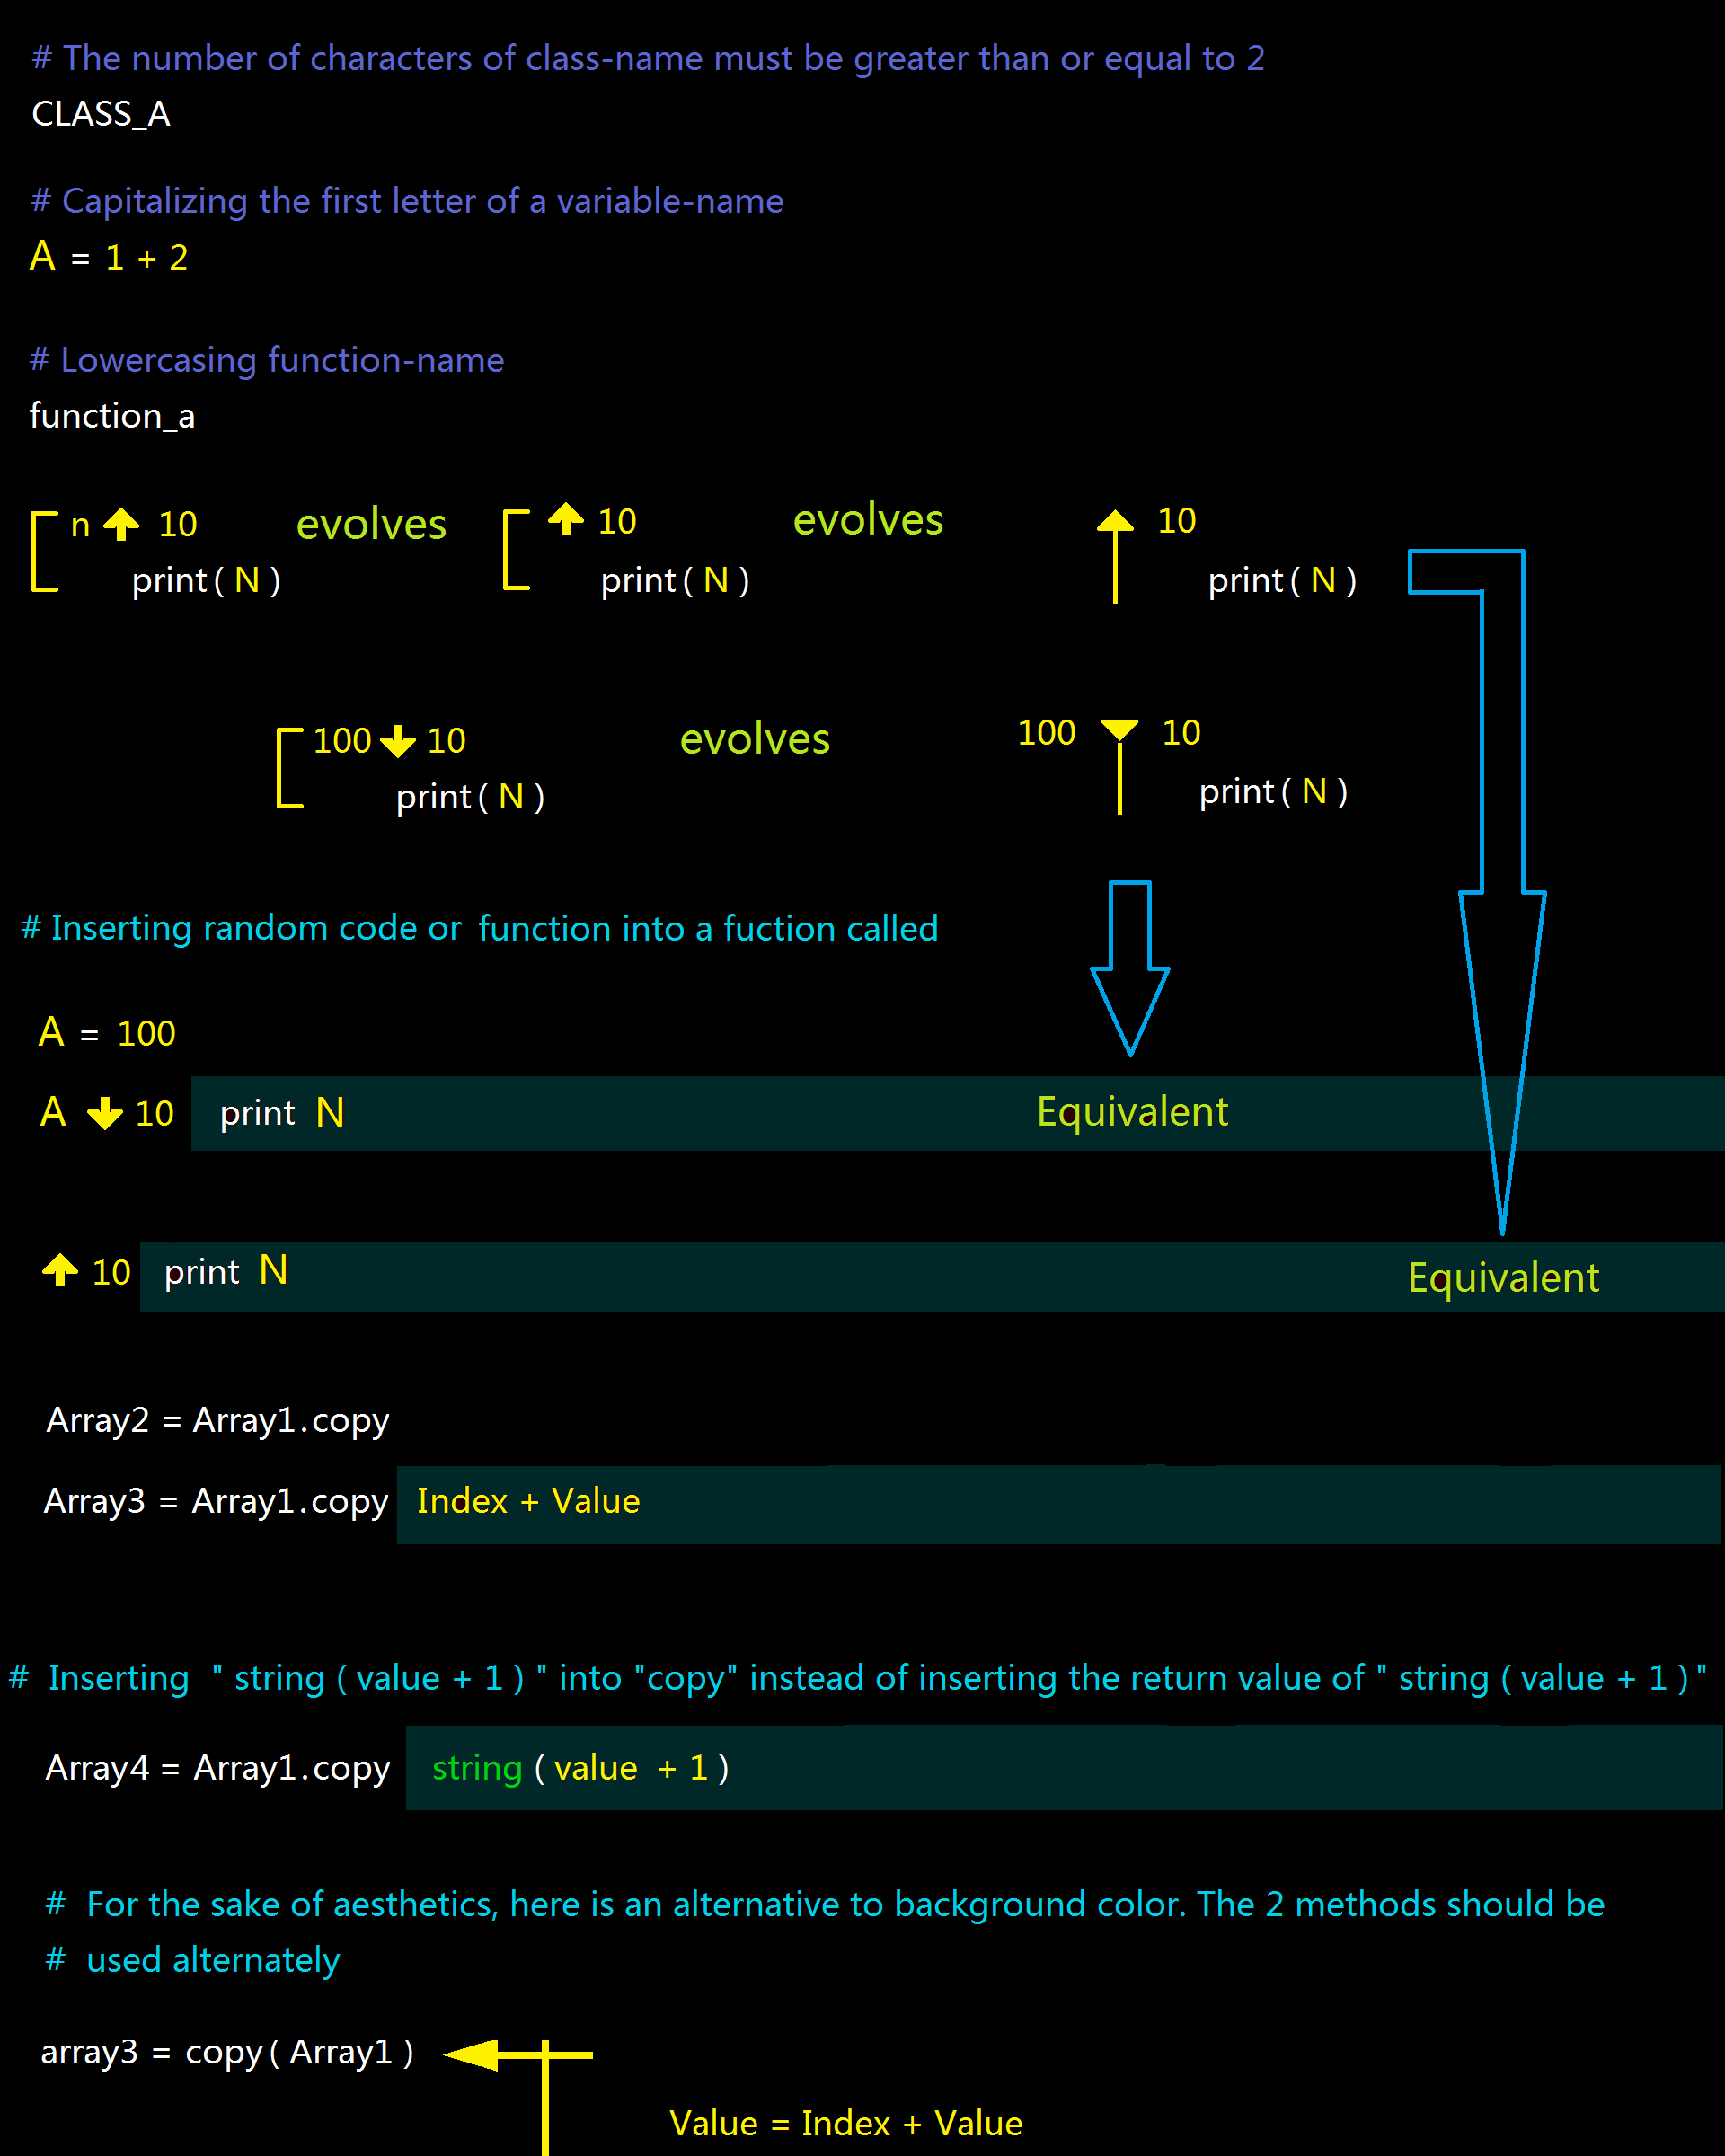 # The number of characters of class-name must be greater than or equal to 2
CLASS_A
# Capitalizing the first letter of a variable-name
A = 1 + 2
# Lowercasing function-name
function_a
n ↑ 10 evolves ↑ 10 evolves ↑ 10
print ( N ) print ( N ) print ( N )
100 ↓ 10 evolves 100 ▼ 10
print ( N ) print ( N )
# Inserting random code or function into a fuction called
A = 100
A ↓ 10 print N Equivalent
↑ 10 print N Equivalent
Array2 = Array1.copy
Array3 = Array1.copy Index + Value
# Inserting " string ( value + 1 ) " into "copy" instead of inserting the return value of " string ( value + 1 ) "
Array4 = Array1.copy string ( value + 1 )
# For the sake of aesthetics, here is an alternative to background color. The 2 methods should be
# used alternately
array3 = copy ( Array1 )
Value = Index + Value